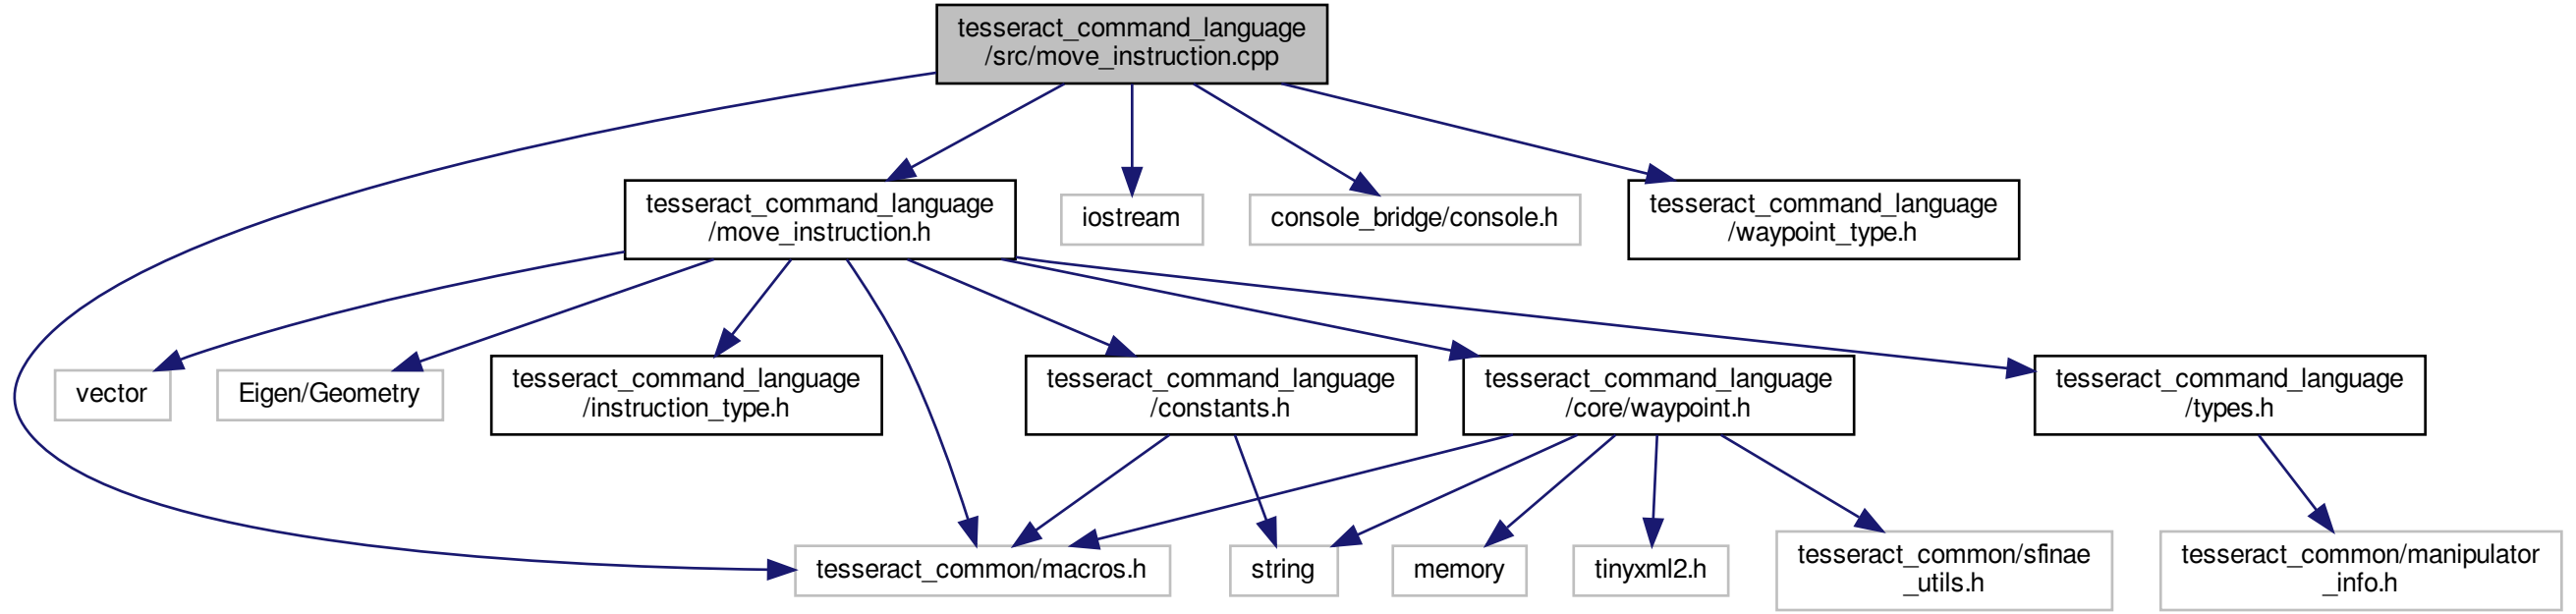 tesseract_command_language
/src/move_instruction.cpp
tesseract_command_language
/move_instruction.h
iostream
console_bridge/console.h
tesseract_command_language
/waypoint_type.h
vector
Eigen/Geometry
tesseract_command_language
/instruction_type.h
tesseract_command_language
/constants.h
tesseract_command_language
/core/waypoint.h
tesseract_command_language
/types.h
tesseract_common/macros.h
string
memory
tinyxml2.h
tesseract_common/sfinae
_utils.h
tesseract_common/manipulator
_info.h